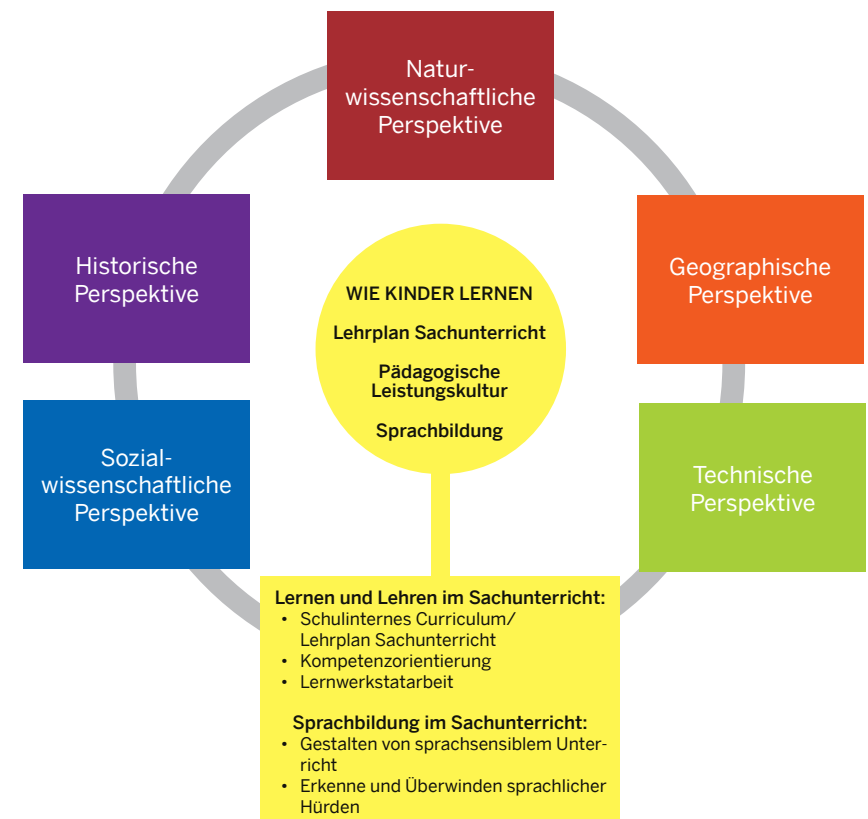 Natur-
wissenschaftliche
Perspektive
Historische
Perspektive
Geographische
Perspektive
WIE KINDER LERNEN
Lehrplan Sachunterricht
Pädagogische
Leistungskultur
Sprachbildung
Sozial-
wissenschaftliche
Perspektive
Technische
Perspektive
Lernen und Lehren im Sachunterricht:
• Schulinternes Curriculum/
Lehrplan Sachunterricht
• Kompetenzorientierung
• Lernwerkstatarbeit
Sprachbildung im Sachunterricht:
• Gestalten von sprachsensiblem Unter-
richt
• Erkenne und Überwinden sprachlicher
Hürden